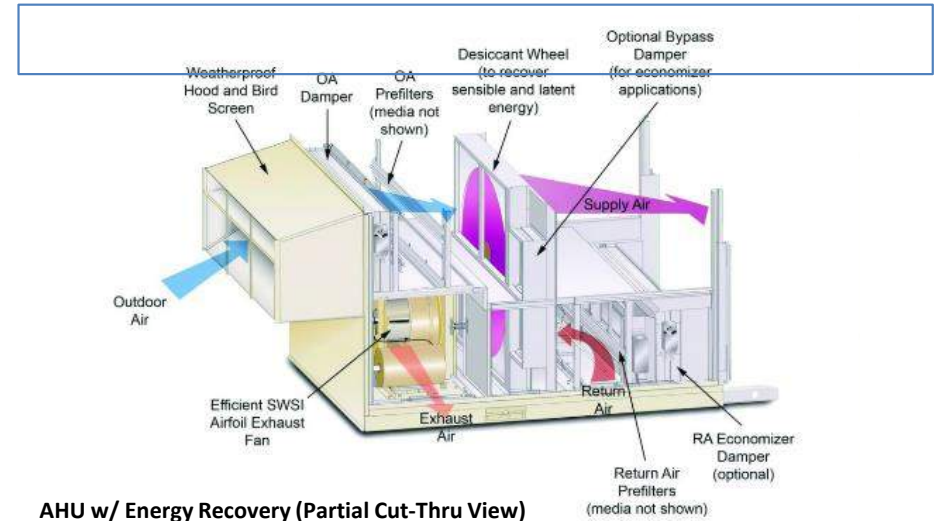 Optional Bypass
Damper
(for economizer
applications)
Desiccant Wheel
(to recover
sensible and latent
energy)
Weatherproof
Hood and Bird
Screen
OA
Damper
OA
Prefilters
(media not
shown)
Supply Air
Outdoor
Air
Efficient SWSI
Airfoil Exhaust
Fan
Exhaust
Air
Return
Air
RA Economizer
Damper
(optional)
Return Air
Prefilters
(media not shown)
AHU w/ Energy Recovery (Partial Cut-Thru View)